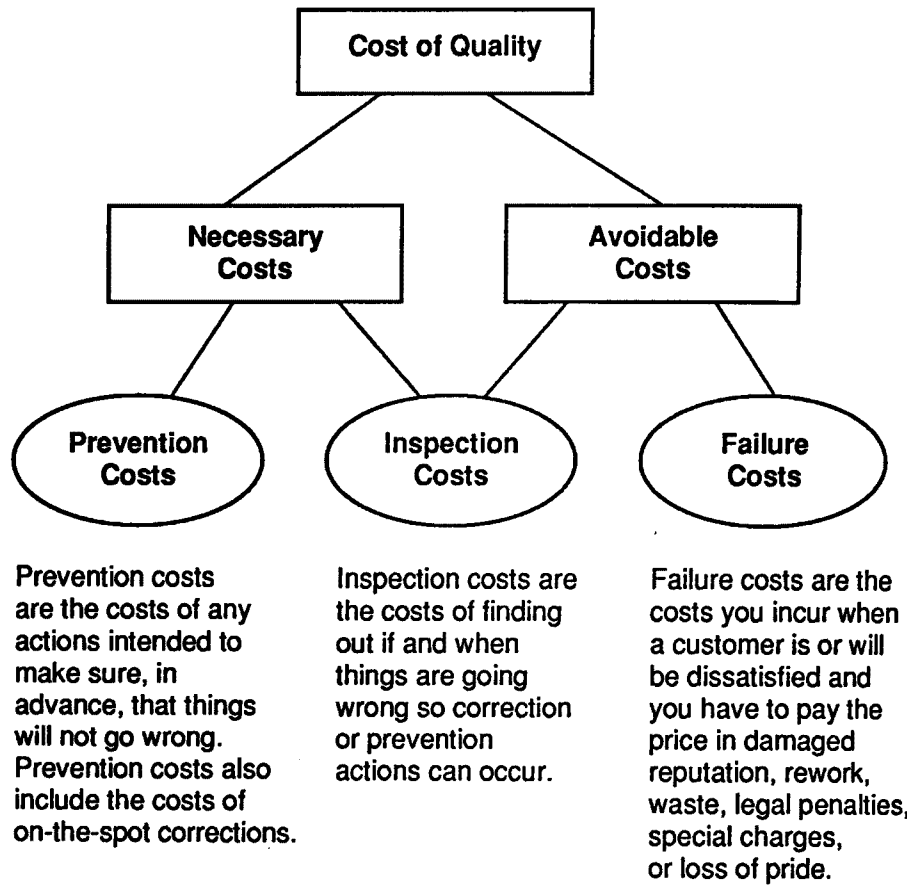 Cost of Quality
Necessary
Costs
Avoidable
Costs
Prevention
Costs
Inspection
Costs
Failure
Costs
Prevention costs
are the costs of any
actions intended to
make sure, in
advance, that things
will not go wrong.
Prevention costs also
include the costs of
on-the-spot corrections.
Inspection costs are
the costs of finding
out if and when
things are going
wrong so correction
or prevention
actions can occur.
Failure costs are the
costs you incur when
a customer is or will
be dissatisfied and
you have to pay the
price in damaged
reputation, rework,
waste, legal penalties,
special charges,
or loss of pride.